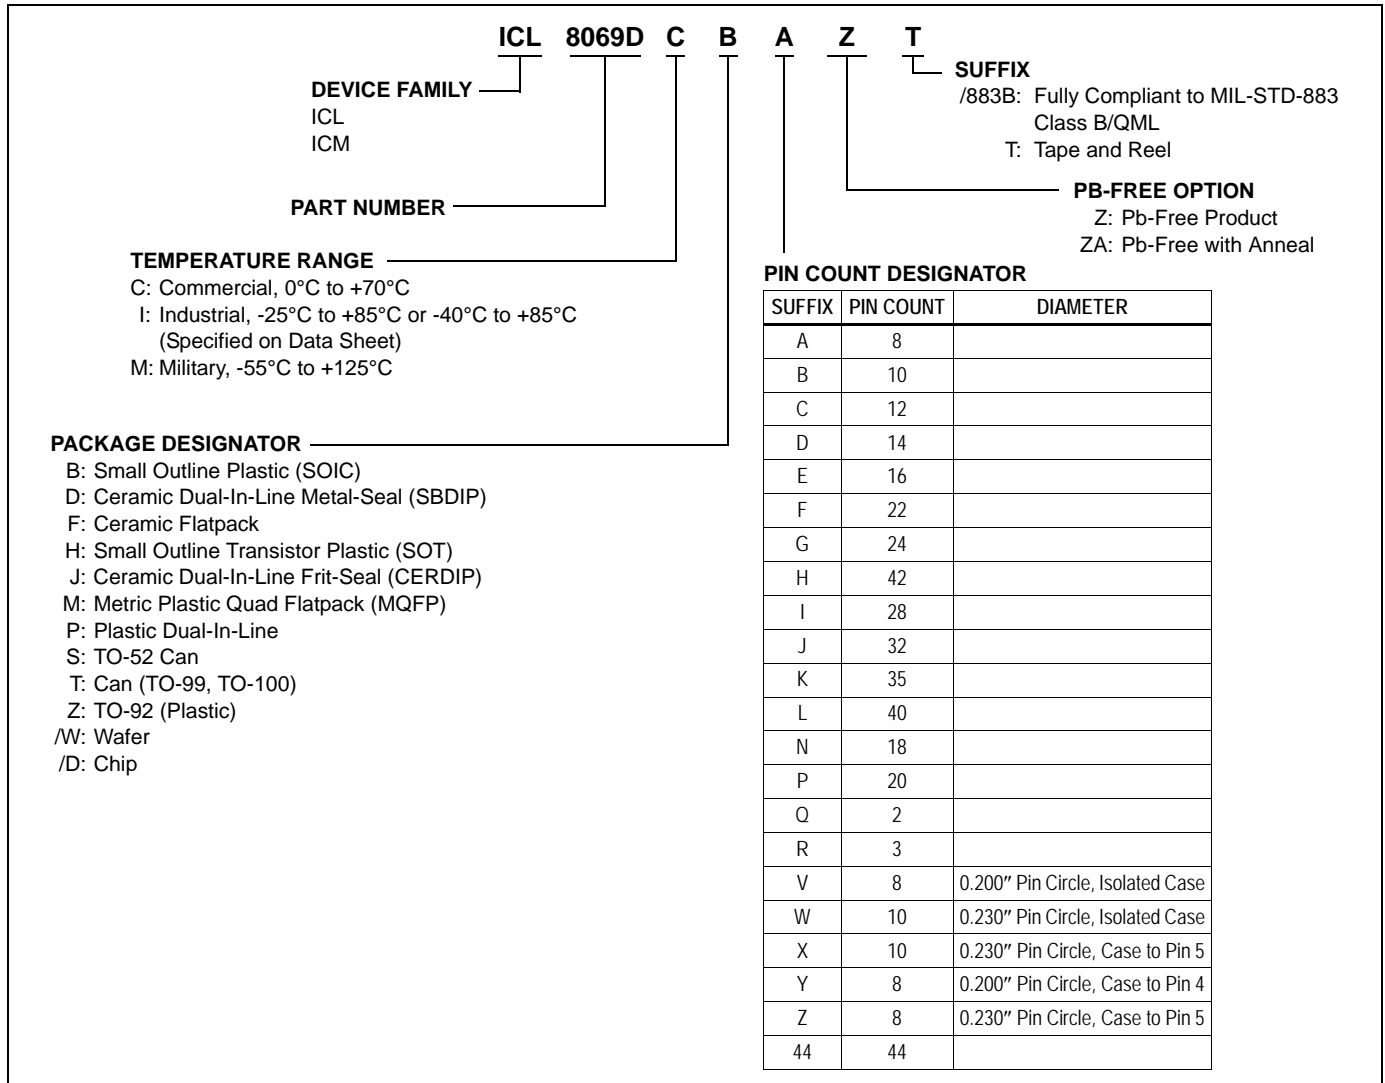 ICL 8069D C B A Z T
SUFFIX
/883B: Fully Compliant to MIL-STD-883
Class B/QML
T: Tape and Reel
DEVICE FAMILY
ICL
ICM
PB-FREE OPTION
Z: Pb-Free Product
ZA: Pb-Free with Anneal
PART NUMBER
TEMPERATURE RANGE
C: Commercial, 0°C to +70°C
I: Industrial, -25°C to +85°C or -40°C to +85°C
(Specified on Data Sheet)
M: Military, -55°C to +125°C
PACKAGE DESIGNATOR
B: Small Outline Plastic (SOIC)
D: Ceramic Dual-In-Line Metal-Seal (SBDIP)
F: Ceramic Flatpack
H: Small Outline Transistor Plastic (SOT)
J: Ceramic Dual-In-Line Frit-Seal (CERDIP)
M: Metric Plastic Quad Flatpack (MQFP)
P: Plastic Dual-In-Line
S: TO-52 Can
T: Can (TO-99, TO-100)
Z: TO-92 (Plastic)
/W: Wafer
/D: Chip
PIN COUNT DESIGNATOR
SUFFIX PIN COUNT DIAMETER
A 8
B 10
C 12
D 14
E 16
F 22
G 24
H 42
I 28
J 32
K 35
L 40
N 18
P 20
Q 2
R 3
V 8 0.200″ Pin Circle, Isolated Case
W 10 0.230″ Pin Circle, Isolated Case
X 10 0.230″ Pin Circle, Case to Pin 5
Y 8 0.200″ Pin Circle, Case to Pin 4
Z 8 0.230″ Pin Circle, Case to Pin 5
44 44